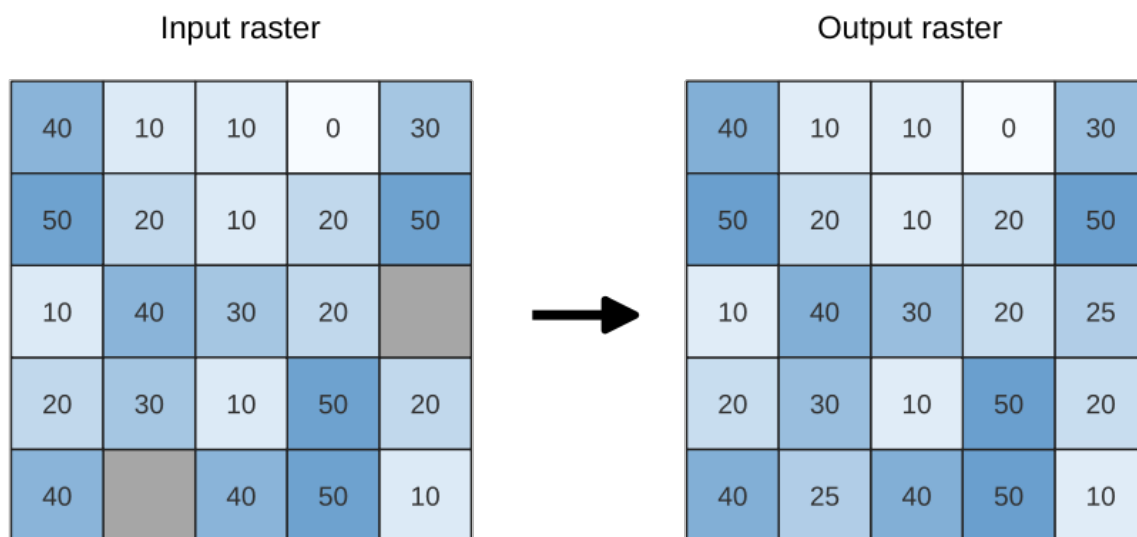 Input raster Output raster
40 10 10 0 30 40 10 10 0 30
50 20 10 20 50 50 20 10 20 50
10 40 30 20 10 40 30 20 25
20 30 10 50 20 20 30 10 50 20
40 40 50 10 40 25 40 50 10